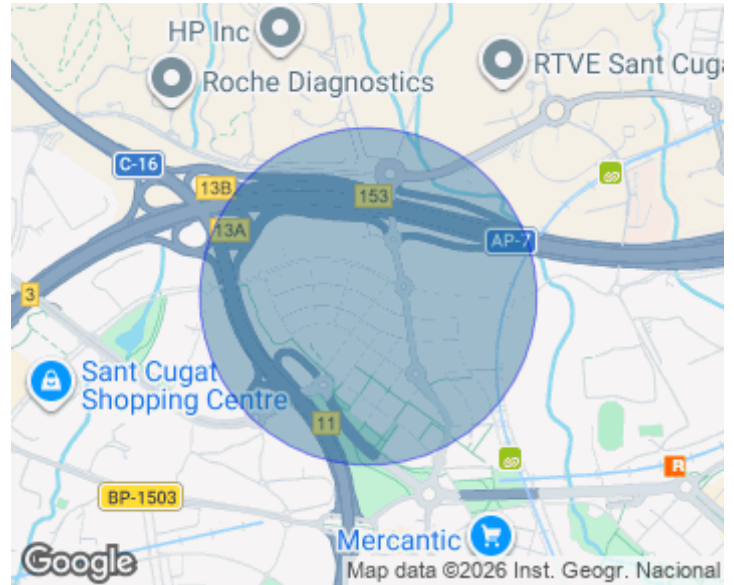 HP Inc
Roche Diagnostics
RTVE Sant Cuga
C-16
13B
153
13A
AP-7
3
Sant Cugat
Shopping Centre
11
R
BP-1503
Mercantic
Google
Map data ©2026 Inst. Geogr. Nacional